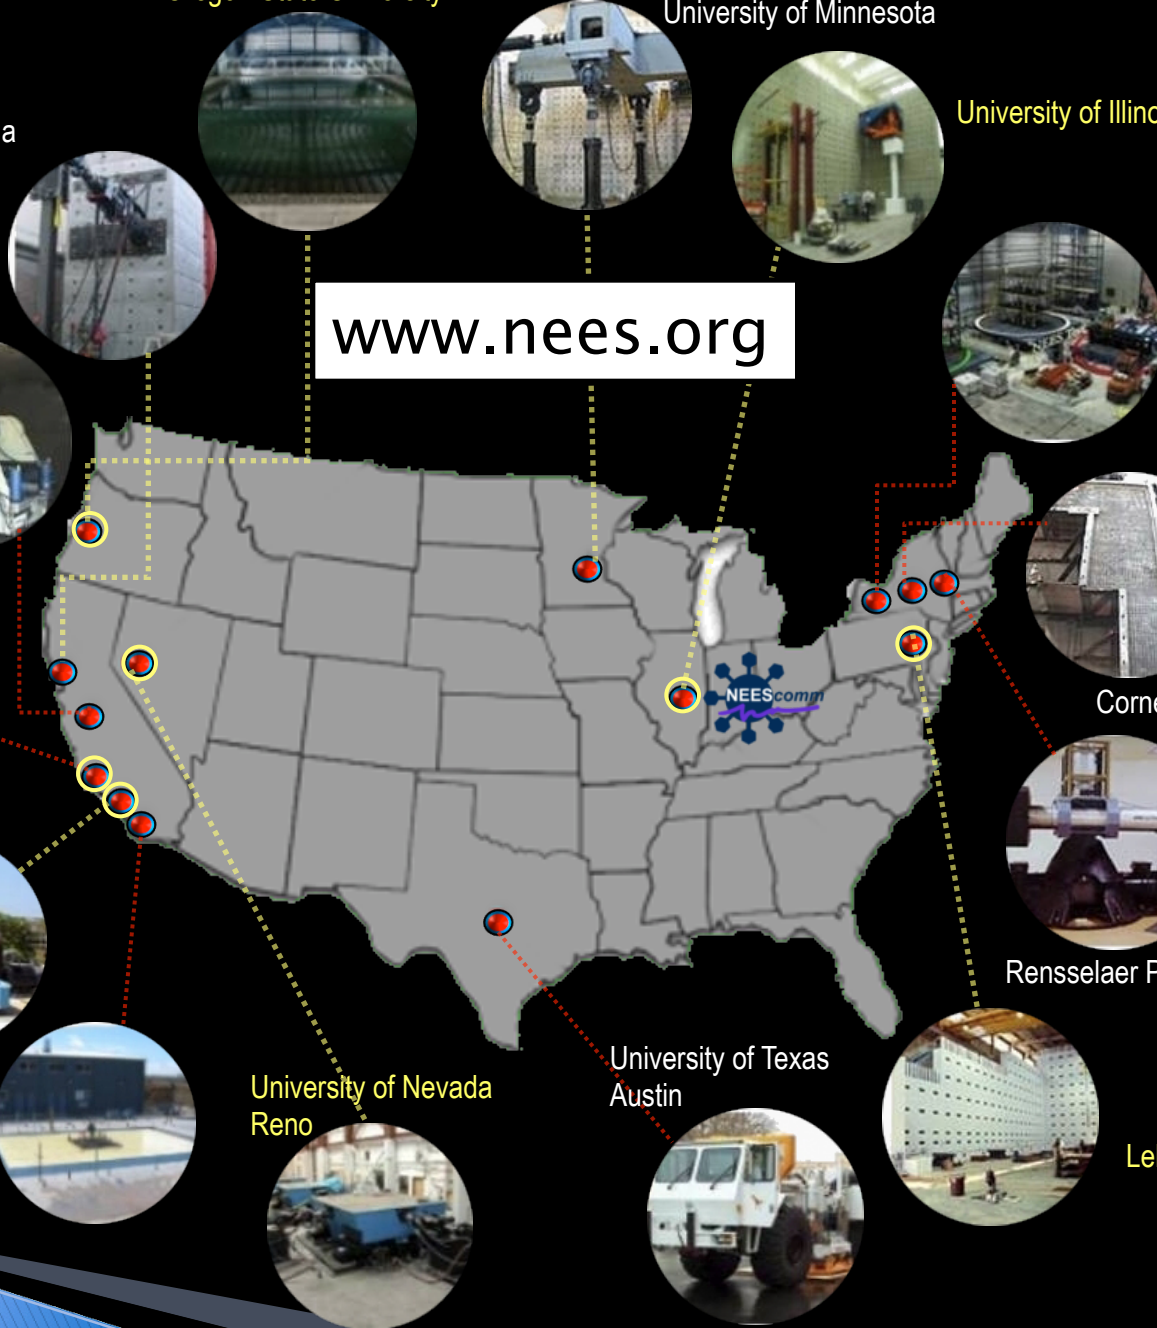 University of Minnesota
University of Illino
a
www.nees.org
NEEScomm
Corne
Rensselaer P
University of Texas
Austin
University of Nevada
Reno
Le